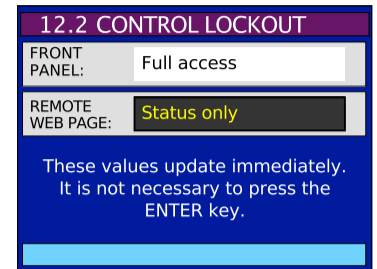 12.2 CONTROL LOCKOUT
FRONT
PANEL:
Full access
REMOTE
WEB PAGE:
Status only
These values update immediately.
It is not necessary to press the
ENTER key.